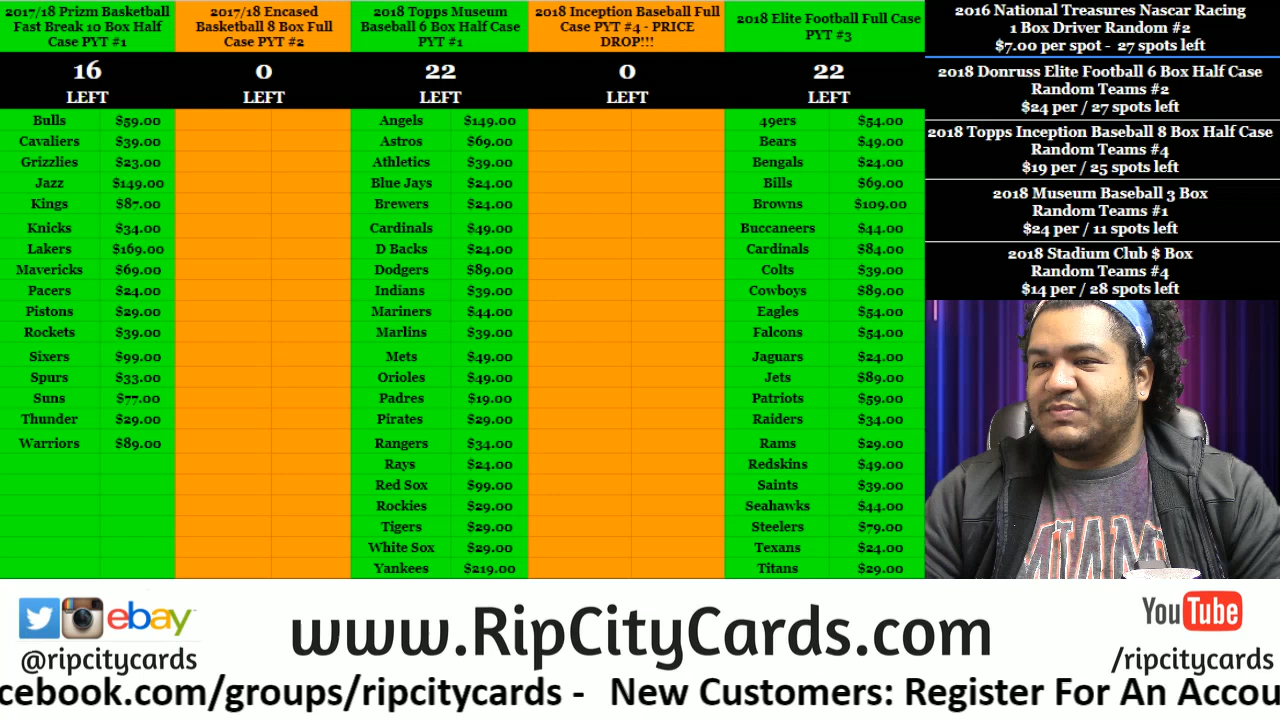 2017/18 Prizm Basketball
Fast Break 10 Box Half
Case PYT #1
16
LEFT
Bulls $59.00
Cavaliers $39.00
Grizzlies $23.00
Jazz $149.00
Kings $87.00
Knicks $34.00
Lakers $169.00
Mavericks $69.00
Pacers $24.00
Pistons $29.00
Rockets $39.00
Sixers $99.00
Spurs $33.00
Suns $77.00
Thunder $29.00
Warriors $89.00
2017/18 Encased
Basketball 8 Box Full
Case PYT #2
0
LEFT
2018 Topps Museum
Baseball 6 Box Half Case
PYT #1
22
LEFT
Angels $149.00
Astros $69.00
Athletics $39.00
Blue Jays $24.00
Brewers $24.00
Cardinals $49.00
D Backs $24.00
Dodgers $89.00
Indians $39.00
Mariners $44.00
Marlins $39.00
Mets $49.00
Orioles $49.00
Padres $19.00
Pirates $29.00
Rangers $34.00
Rays $24.00
Red Sox $99.00
Rockies $29.00
Tigers $29.00
White Sox $29.00
Yankees $219.00
2018 Inception Baseball Full
Case PYT #4 - PRICE
DROP!!!
0
LEFT
2018 Elite Football Full Case
PYT #3
22
LEFT
49ers $54.00
Bears $49.00
Bengals $24.00
Bills $69.00
Browns $109.00
Buccaneers $44.00
Cardinals $84.00
Colts $39.00
Cowboys $89.00
Eagles $54.00
Falcons $54.00
Jaguars $24.00
Jets $89.00
Patriots $59.00
Raiders $34.00
Rams $29.00
Redskins $49.00
Saints $39.00
Seahawks $44.00
Steelers $79.00
Texans $24.00
Titans $29.00
2016 National Treasures Nascar Racing
1 Box Driver Random #2
$7.00 per spot - 27 spots left
2018 Donruss Elite Football 6 Box Half Case
Random Teams #2
$24 per / 27 spots left
2018 Topps Inception Baseball 8 Box Half Case
Random Teams #4
$19 per / 25 spots left
2018 Museum Baseball 3 Box
Random Teams #1
$24 per / 11 spots left
2018 Stadium Club $ Box
Random Teams #4
$14 per / 28 spots left
MIAMI
ebay
@ripcitycards
www.RipCityCards.com
YouTube
/ripcitycards
cebook.com/groups/ripcitycards - New Customers: Register For An Accou